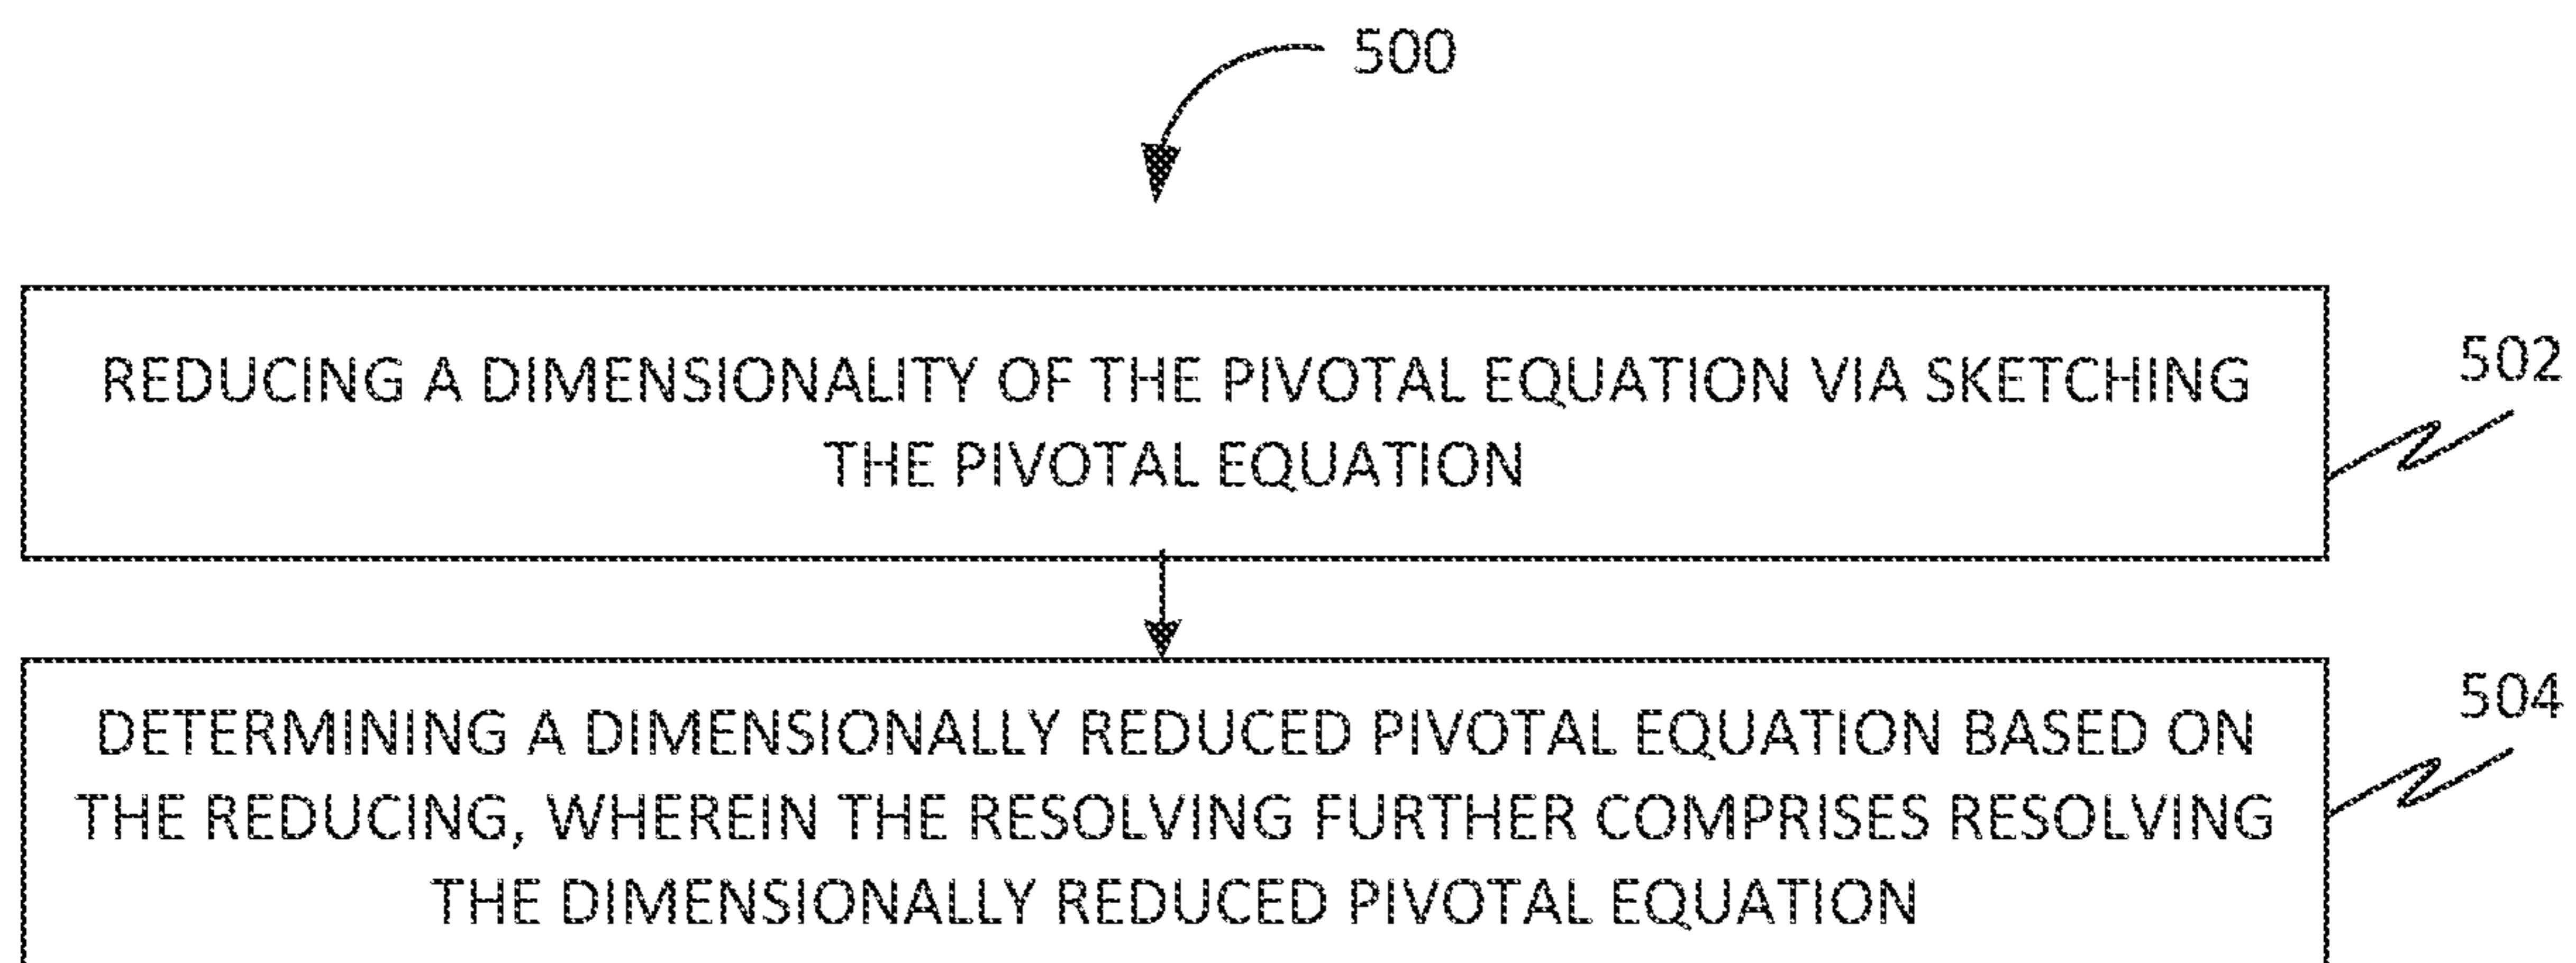 500
REDUCING A DIMENSIONALITY OF THE PIVOTAL EQUATION VIA SKETCHING
THE PIVOTAL EQUATION
502
DETERMINING A DIMENSIONALLY REDUCED PIVOTAL EQUATION BASED ON
THE REDUCING, WHEREIN THE RESOLVING FURTHER COMPRISES RESOLVING
THE DIMENSIONALLY REDUCED PIVOTAL EQUATION
504